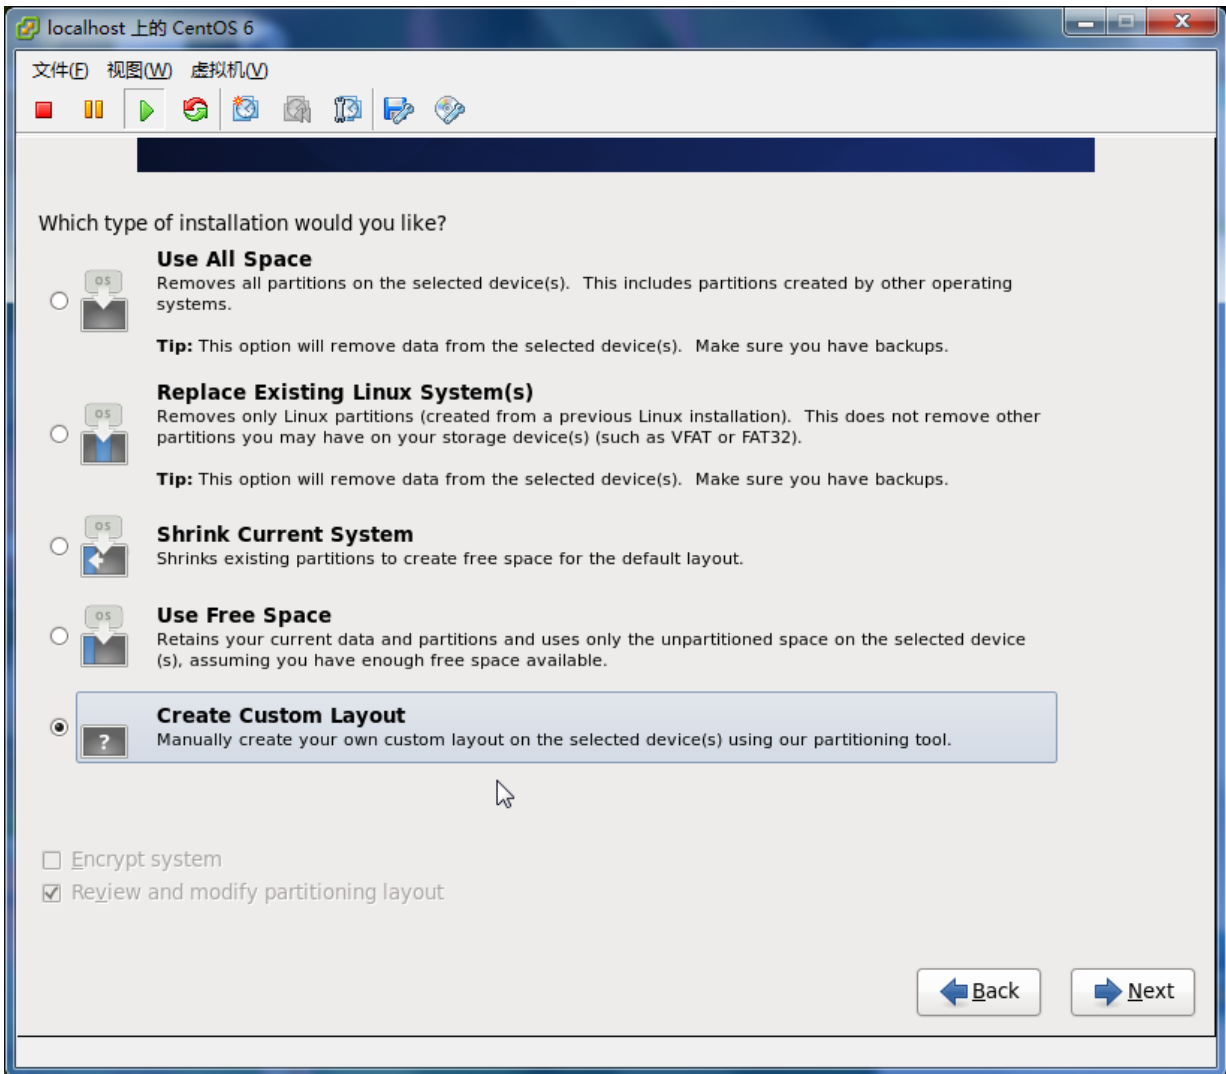 localhost 上的 CentOS 6
文件(F) 视图(W) 虚拟机(V)
Which type of installation would you like?
Use All Space
OS
Removes all partitions on the selected device(s). This includes partitions created by other operating
systems.
Tip: This option will remove data from the selected device(s). Make sure you have backups.
Replace Existing Linux System(s)
OS
Removes only Linux partitions (created from a previous Linux installation). This does not remove other
partitions you may have on your storage device(s) (such as VFAT or FAT32).
Tip: This option will remove data from the selected device(s). Make sure you have backups.
OS
Shrink Current System
Shrinks existing partitions to create free space for the default layout.
OS
Use Free Space
Retains your current data and partitions and uses only the unpartitioned space on the selected device
(s), assuming you have enough free space available.
Create Custom Layout
?
Manually create your own custom layout on the selected device(s) using our partitioning tool.
Encrypt system
Review and modify partitioning layout
Back
Next